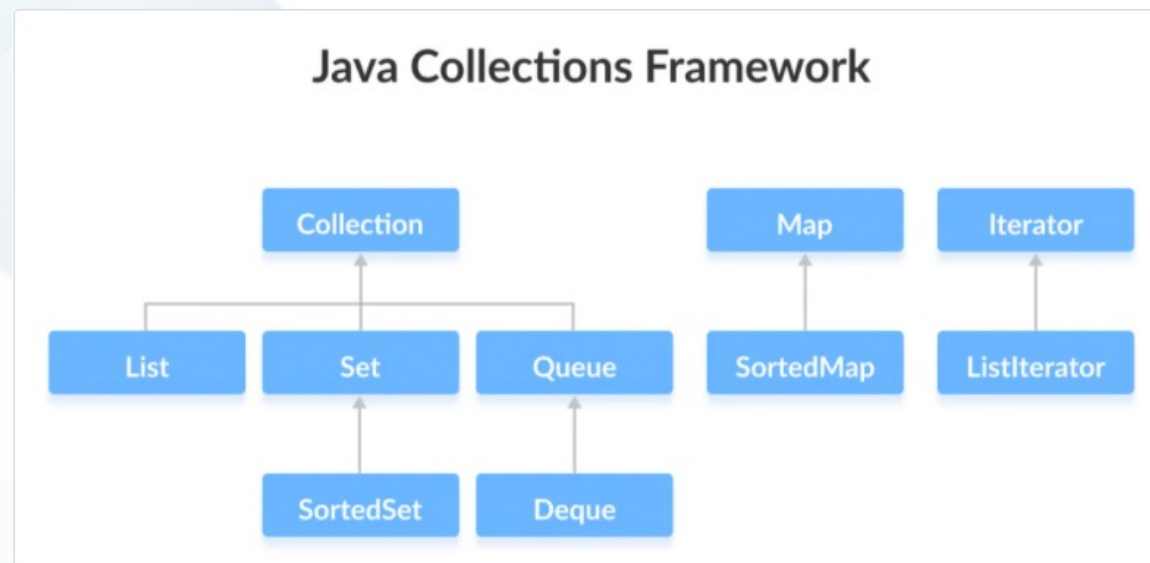 Java Collections Framework
Collection
Map
Iterator
List
Set
Queue
SortedMap
ListIterator
SortedSet
Deque